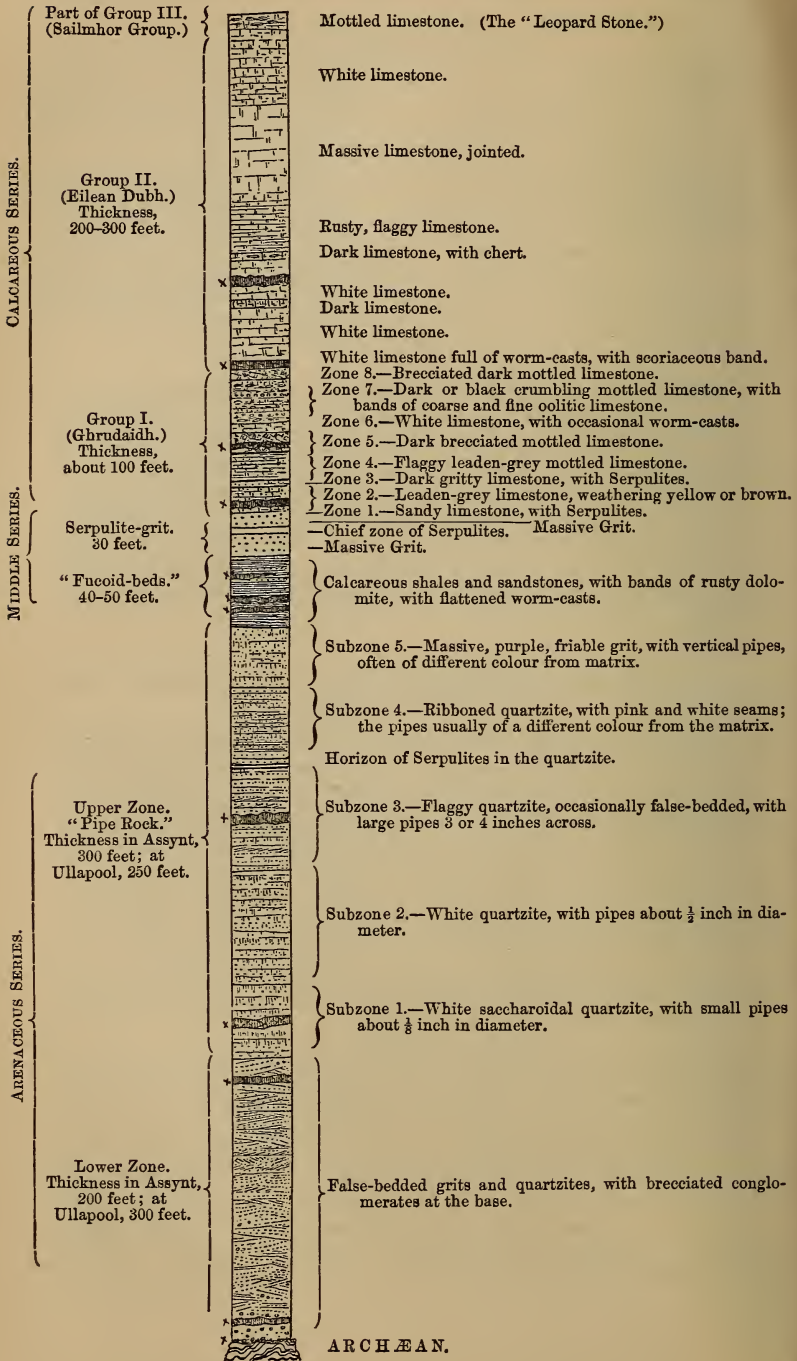 Part of Group III.
(Sailmhor Group.)
Mottled limestone. (The "Leopard Stone.")
White limestone.
Massive limestone, jointed.
CALCAREOUS SERIES.
Group II.
(Eilean Dubh.)
Thickness,
200–300 feet.
Rusty, flaggy limestone.
Dark limestone, with chert.
White limestone.
Dark limestone.
White limestone.
White limestone full of worm-casts, with scoriaceous band.
Zone 8.—Brecciated dark mottled limestone.
Zone 7.—Dark or black crumbling mottled limestone, with
bands of coarse and fine oolitic limestone.
Zone 6.—White limestone, with occasional worm-casts.
Group I.
(Ghrudaidh.)
Thickness,
about 100 feet.
Zone 5.—Dark brecciated mottled limestone.
Zone 4.—Flaggy leaden-grey mottled limestone.
Zone 3.—Dark gritty limestone, with Serpulites.
Zone 2.—Leaden-grey limestone, weathering yellow or brown.
Zone 1.—Sandy limestone, with Serpulites.
MIDDLE SERIES.
Serpulite-grit.
30 feet.
—Chief zone of Serpulites. Massive Grit.
—Massive Grit.
"Fucoid-beds."
40–50 feet.
Calcareous shales and sandstones, with bands of rusty dolo-
mite, with flattened worm-casts.
Subzone 5.—Massive, purple, friable grit, with vertical pipes,
often of different colour from matrix.
Subzone 4.—Ribboned quartzite, with pink and white seams;
the pipes usually of a different colour from the matrix.
Horizon of Serpulites in the quartzite.
ARENACEOUS SERIES.
Upper Zone.
"Pipe Rock."
Thickness in Assynt,
300 feet; at
Ullapool, 250 feet.
Subzone 3.—Flaggy quartzite, occasionally false-bedded, with
large pipes 3 or 4 inches across.
Subzone 2.—White quartzite, with pipes about ½ inch in dia-
meter.
Subzone 1.—White saccharoidal quartzite, with small pipes
about ⅛ inch in diameter.
Lower Zone.
Thickness in Assynt,
200 feet; at
Ullapool, 300 feet.
False-bedded grits and quartzites, with brecciated conglo-
merates at the base.
ARCHÆAN.